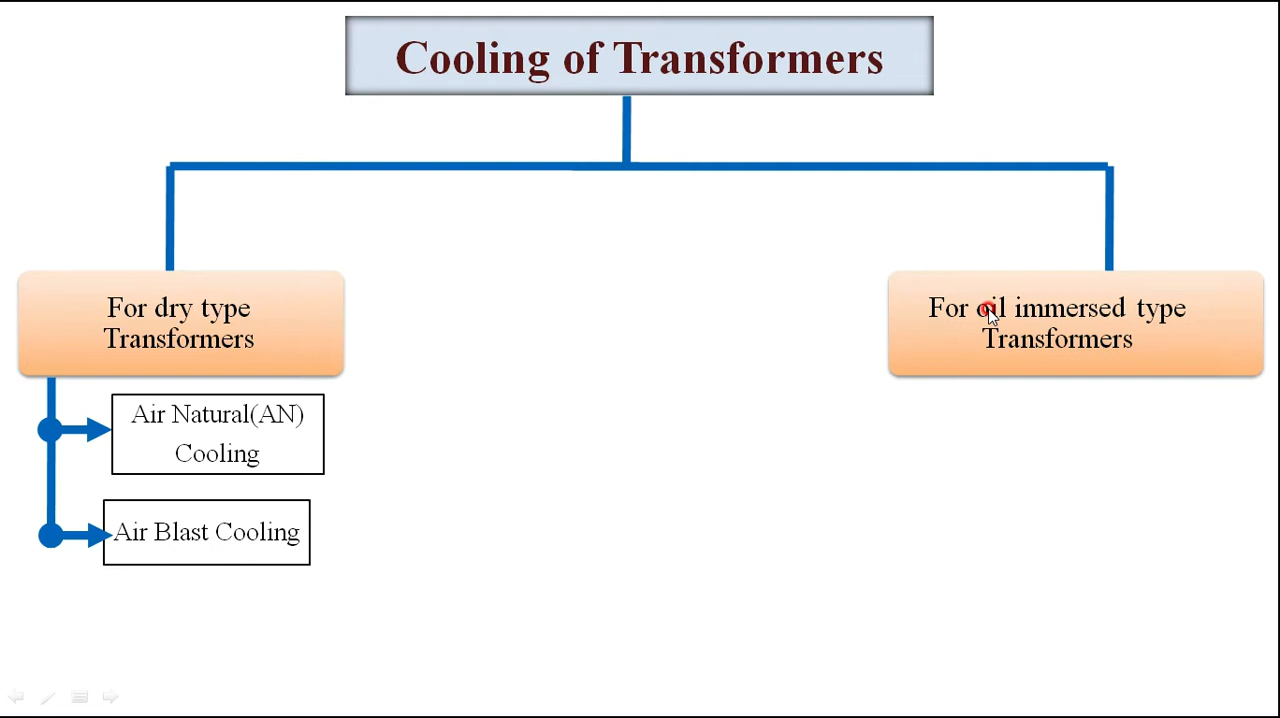 Cooling of Transformers
For dry type
Transformers
Air Natural(AN)
Cooling
Air Blast Cooling
For oil immersed type
Transformers